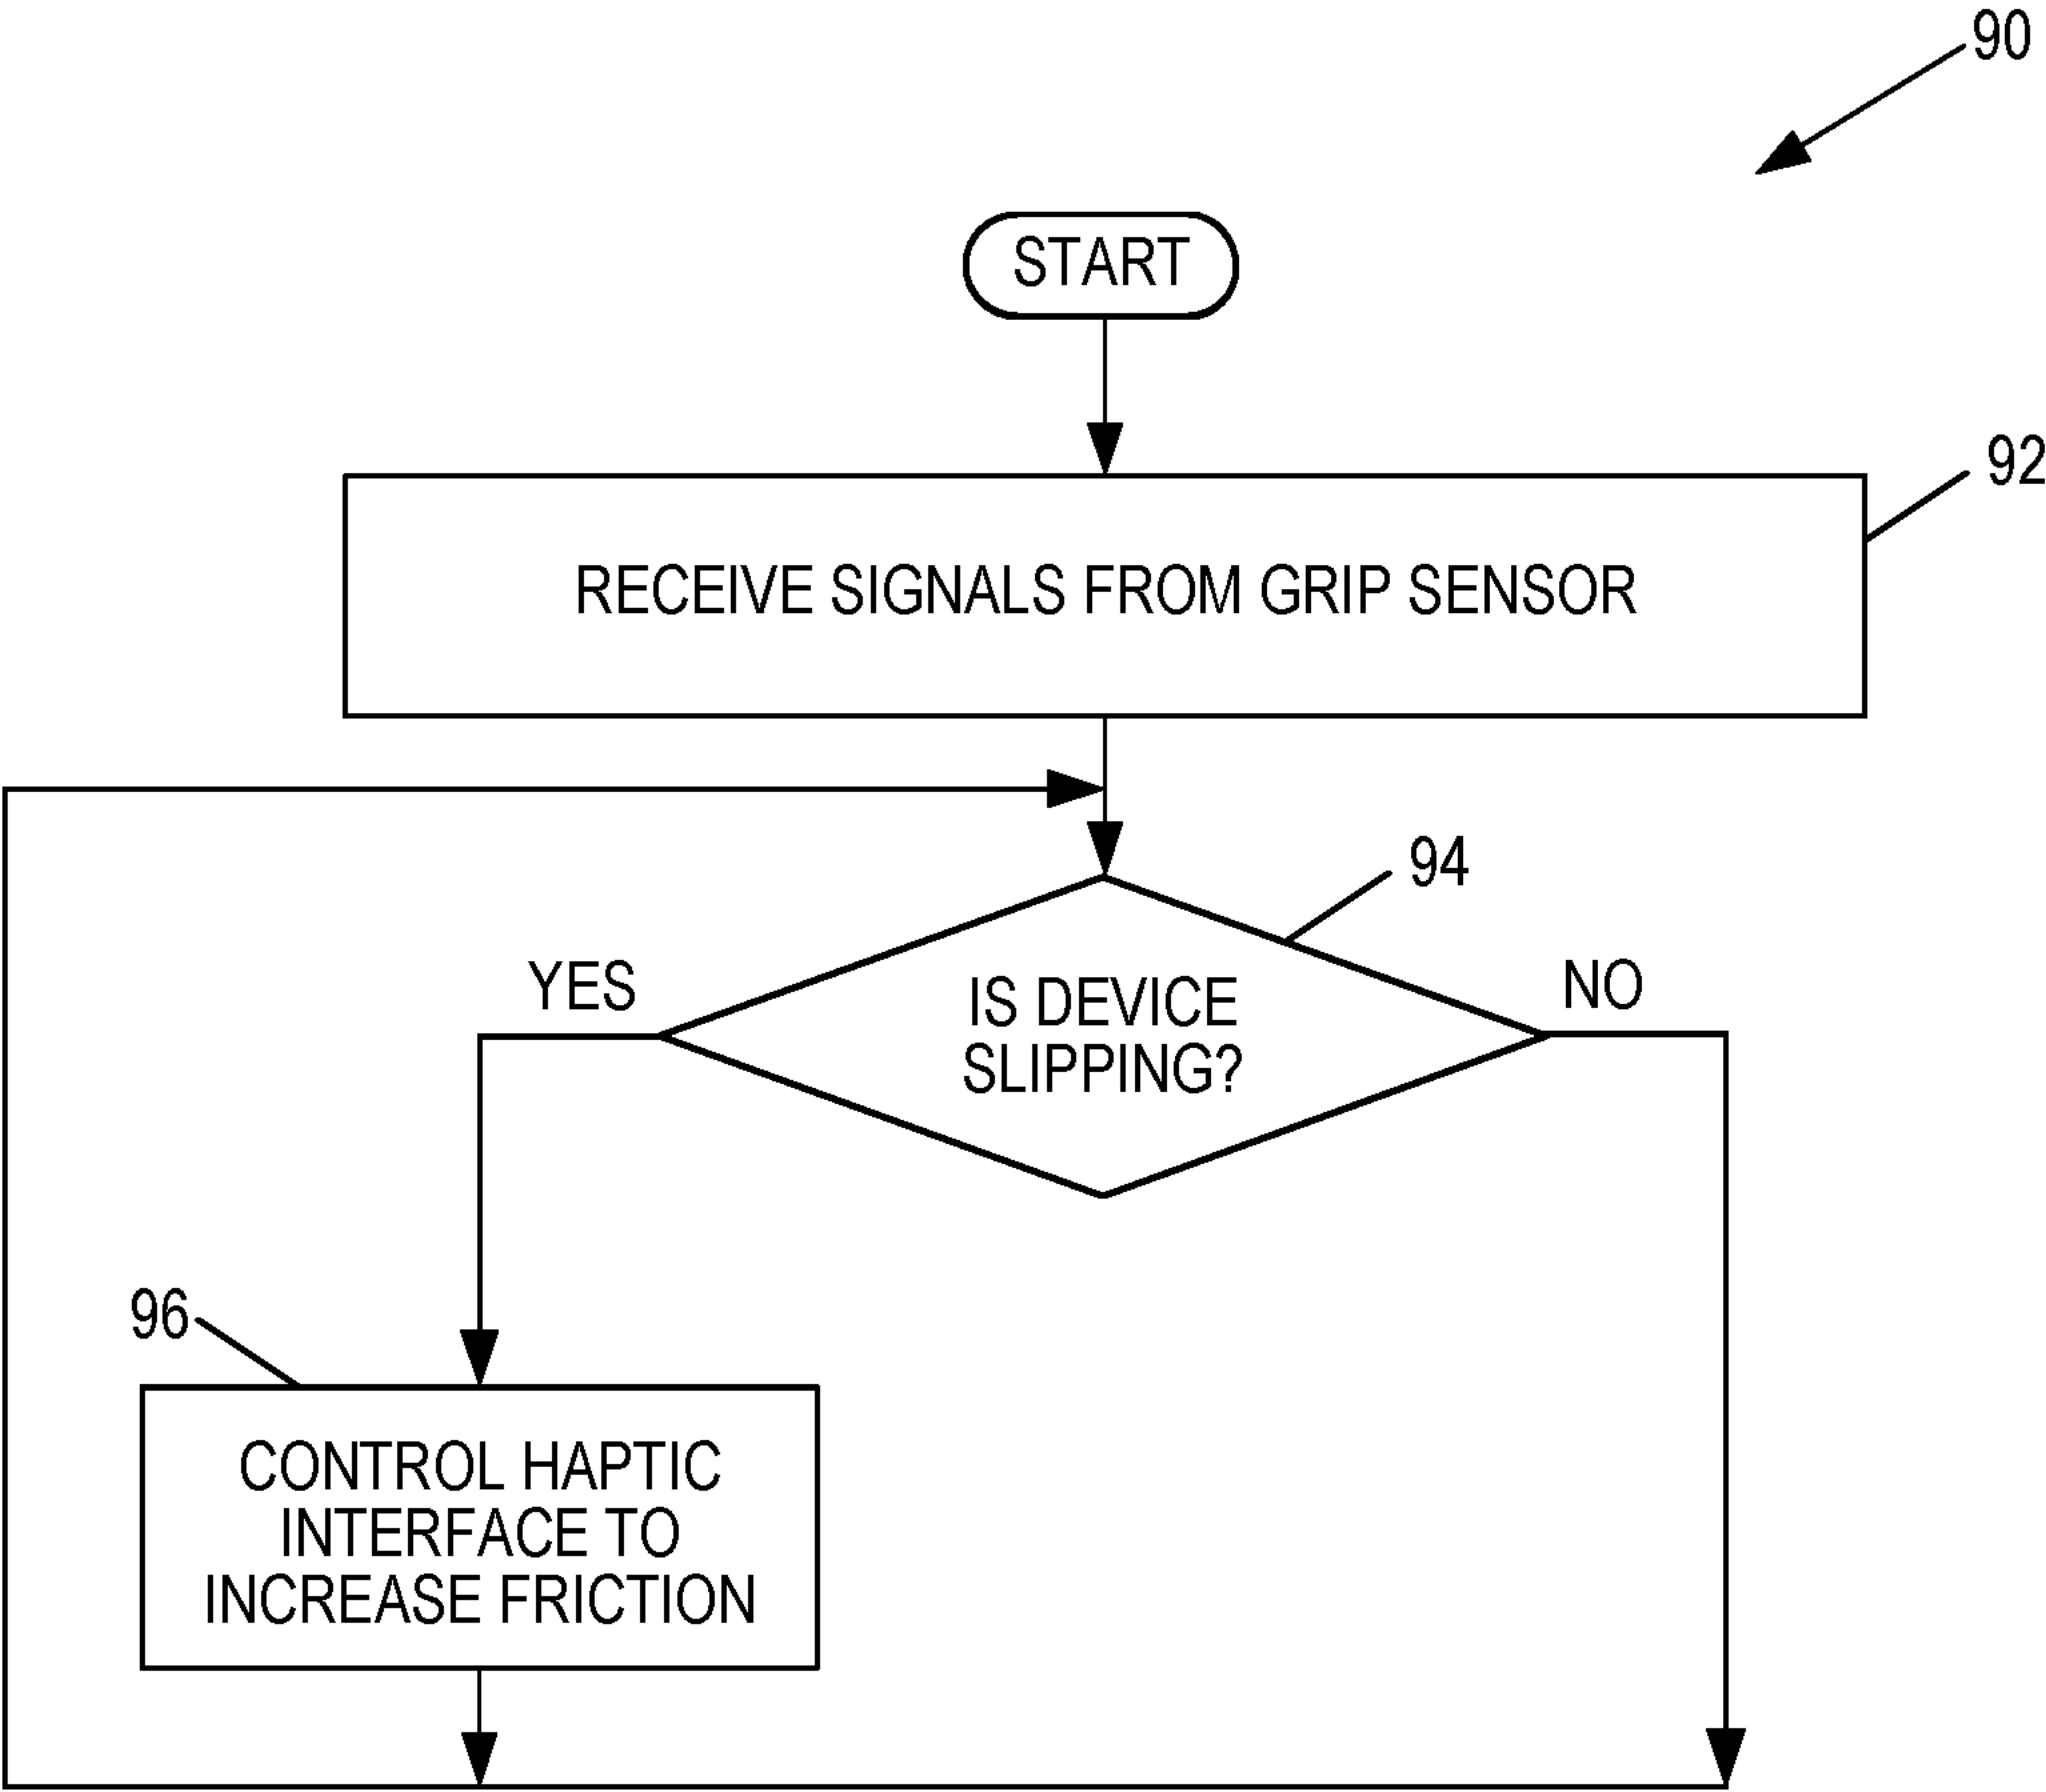 90
START
92
RECEIVE SIGNALS FROM GRIP SENSOR
94
YES
NO
IS DEVICE
SLIPPING?
96
CONTROL HAPTIC
INTERFACE TO
INCREASE FRICTION